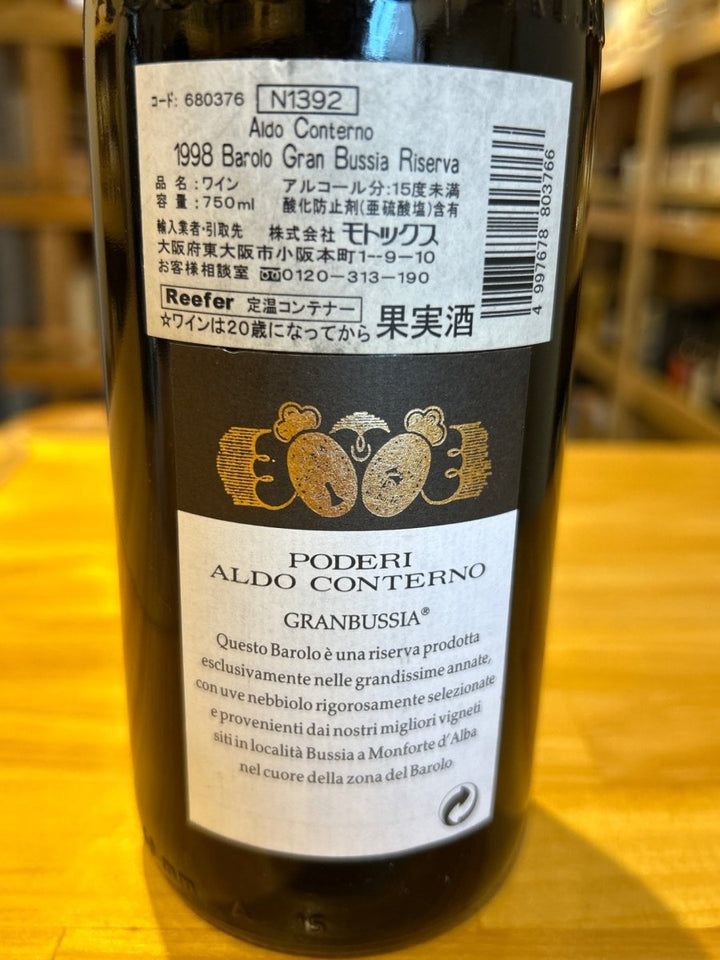 コード: 680376 N1392
Aldo Conterno
1998 Barolo Gran Bussia Riserva
品 名:ワイン アルコール分:15度未満
容 量:750ml 酸化防止剤(亜硫酸塩)含有
輸入業者・引取先 株式会社 モトックス
大阪府東大阪市小阪本町1--9-10
お客様相談室 0120-313-190
Reefer 定温コンテナー
☆ワインは20歳になってから 果実酒
4 997678 803766
PODERI
ALDO CONTERNO
GRANBUSSIA®
Questo Barolo è una riserva prodotta
esclusivamente nelle grandissime annate,
con uve nebbiolo rigorosamente selezionate
e provenienti dai nostri migliori vigneti
siti in località Bussia a Monforte d'Alba
nel cuore della zona del Barolo